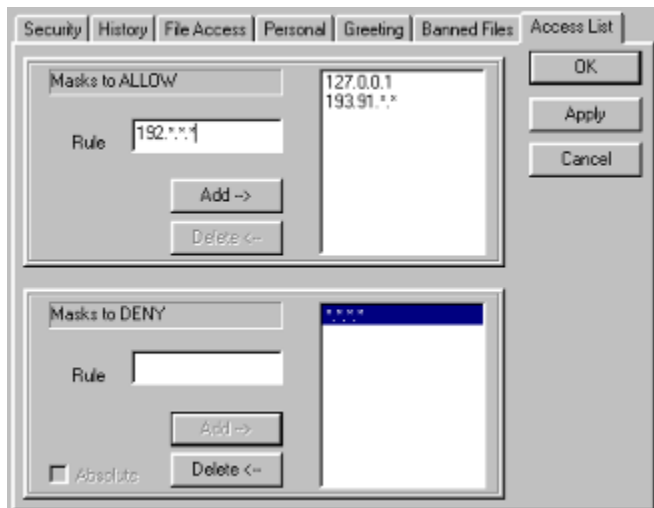 Security History File Access Personal Greeting Banned Files Access List
Masks to ALLOW
Rule 192.*.*.*
Add -->
Delete <--
127.0.0.1
193.91.*.*
OK
Apply
Cancel
Masks to DENY
Rule
Add -->
Absolute
Delete <--
*.*.*.*